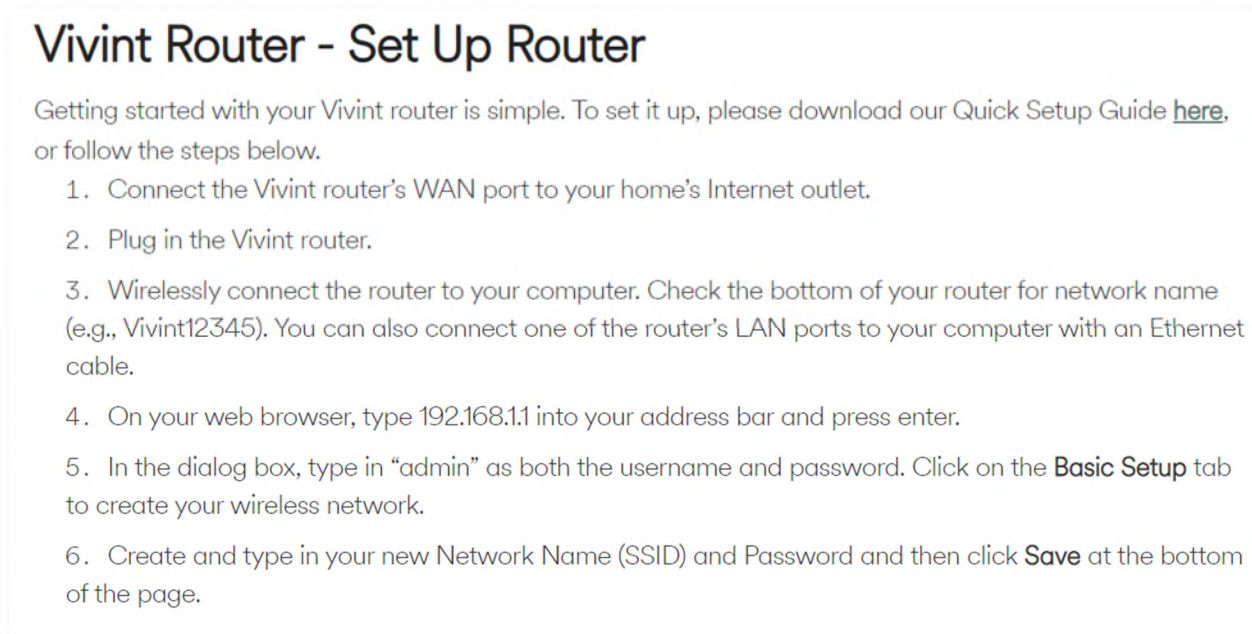 Vivint Router - Set Up Router
Getting started with your Vivint router is simple. To set it up, please download our Quick Setup Guide here,
or follow the steps below.
1. Connect the Vivint router's WAN port to your home's Internet outlet.
2. Plug in the Vivint router.
3. Wirelessly connect the router to your computer. Check the bottom of your router for network name
(e.g., Vivint12345). You can also connect one of the router's LAN ports to your computer with an Ethernet
cable.
4. On your web browser, type 192.168.1.1 into your address bar and press enter.
5. In the dialog box, type in “admin” as both the username and password. Click on the Basic Setup tab
to create your wireless network.
6. Create and type in your new Network Name (SSID) and Password and then click Save at the bottom
of the page.